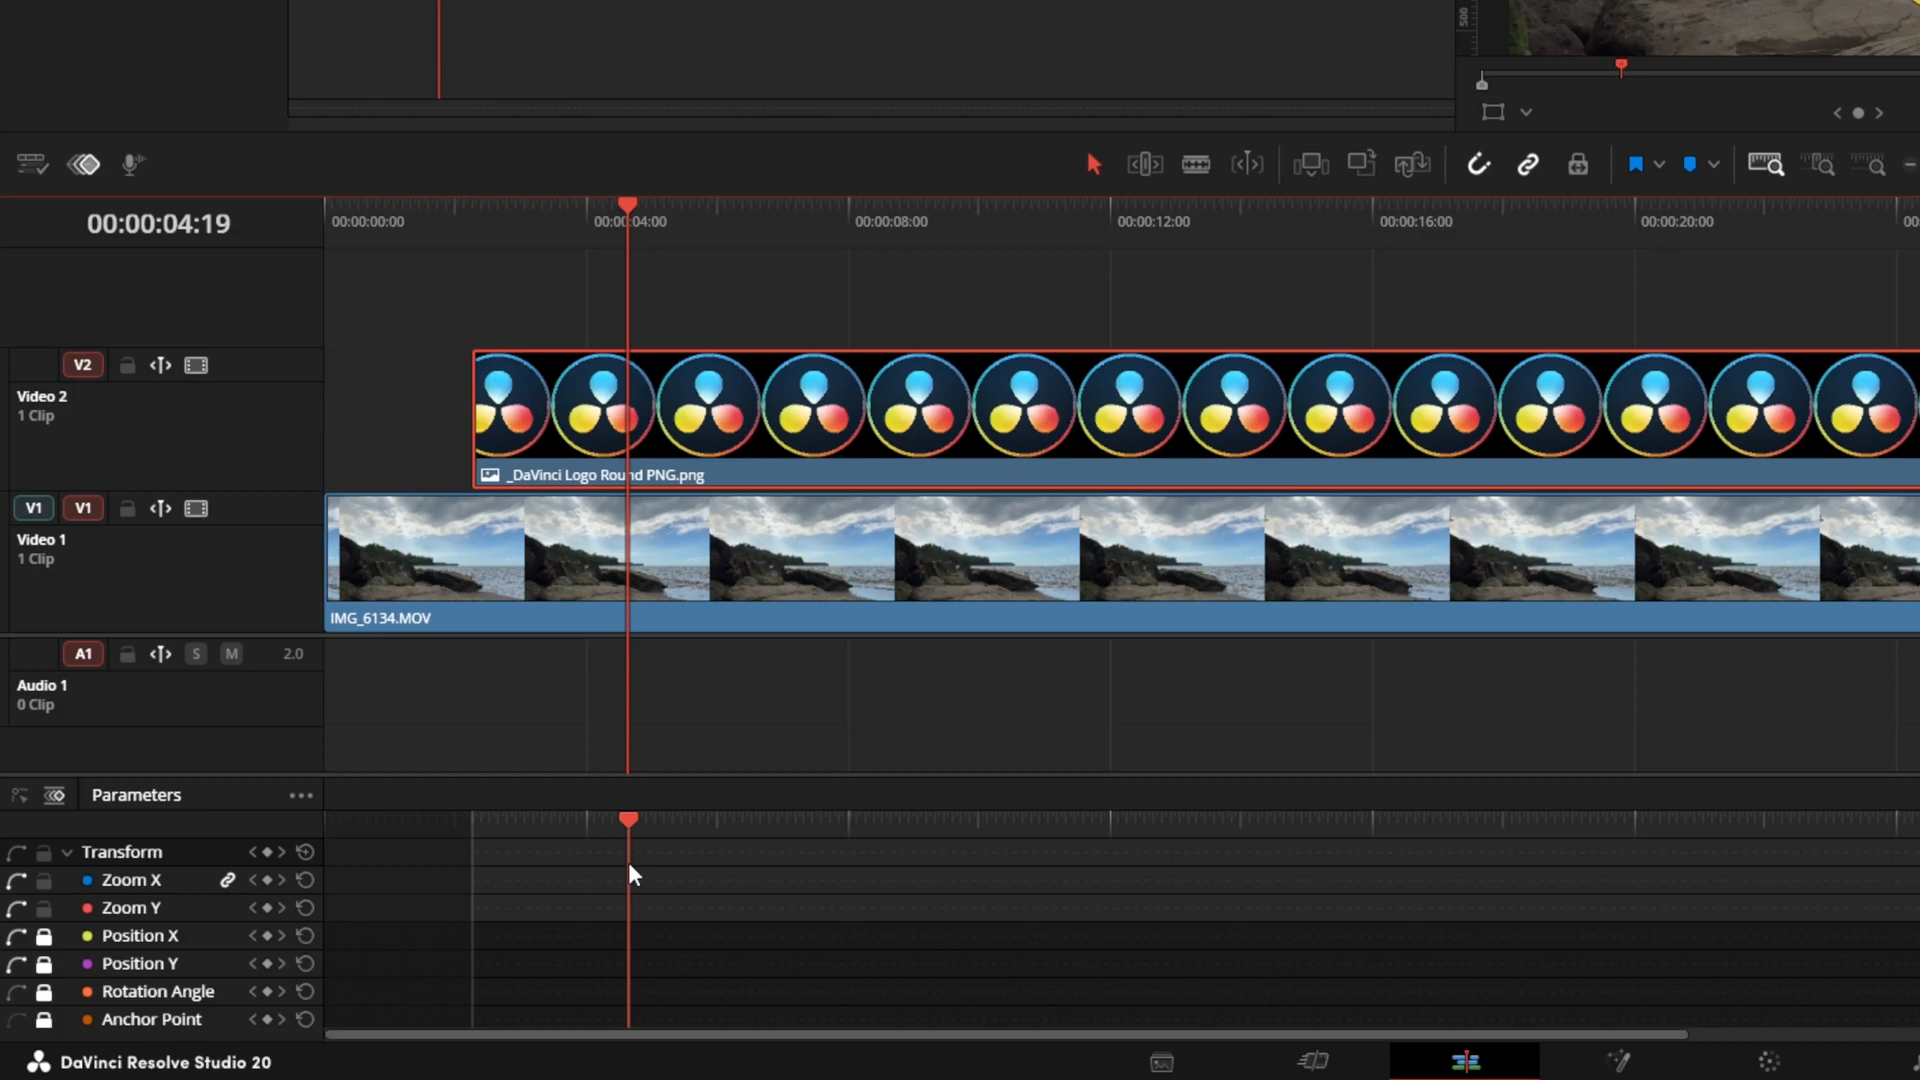 500
00:00:04:19
00:00:00:00
00:00:04:00
00:00:08:00
00:00:12:00
00:00:16:00
00:00:20:00
00
V2
Video 2
1 Clip
_DaVinci Logo Round PNG.png
V1
V1
Video 1
1 Clip
IMG_6134.MOV
A1
S
M
2.0
Audio 1
0 Clip
Parameters
Transform
Zoom X
Zoom Y
Position X
Position Y
Rotation Angle
Anchor Point
DaVinci Resolve Studio 20